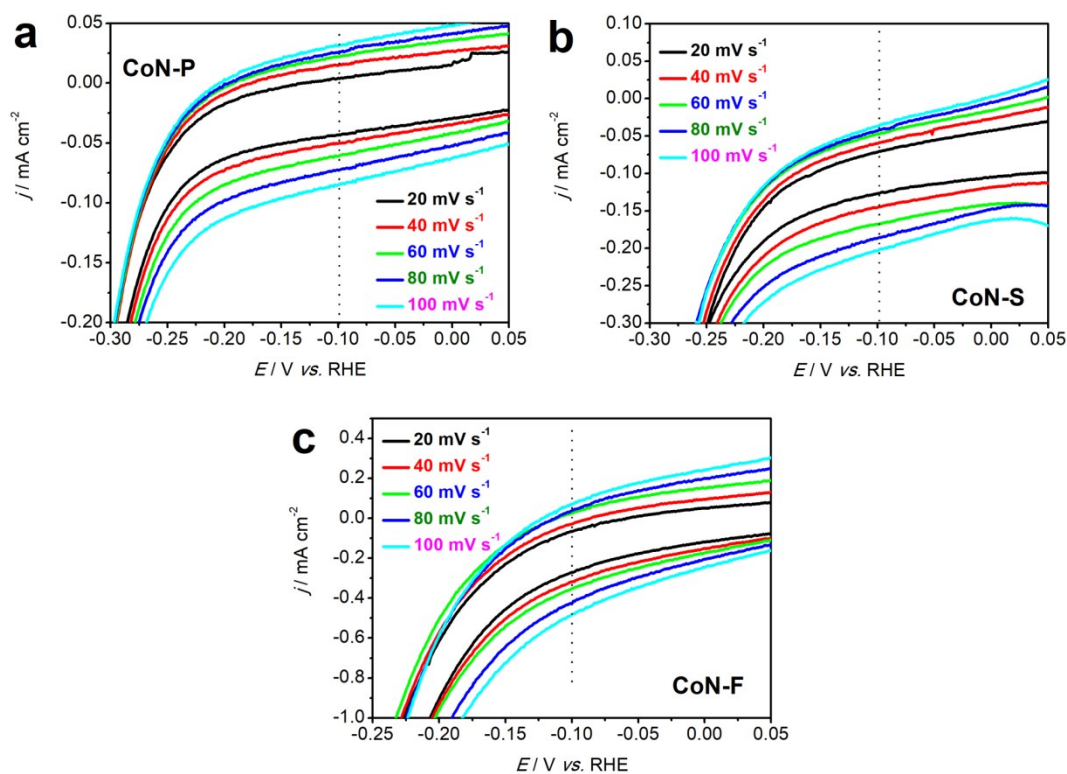 a
CoN-P
0.05
0.00
-0.05
-0.10
-0.15
-0.20
j / mA cm⁻²
20 mV s⁻¹
40 mV s⁻¹
60 mV s⁻¹
80 mV s⁻¹
100 mV s⁻¹
-0.30 -0.25 -0.20 -0.15 -0.10 -0.05 0.00 0.05
E / V vs. RHE
b
0.10
0.05
0.00
-0.05
-0.10
-0.15
-0.20
-0.25
-0.30
j / mA cm⁻²
20 mV s⁻¹
40 mV s⁻¹
60 mV s⁻¹
80 mV s⁻¹
100 mV s⁻¹
CoN-S
-0.30 -0.25 -0.20 -0.15 -0.10 -0.05 0.00 0.05
E / V vs. RHE
c
0.4
0.2
0.0
-0.2
-0.4
-0.6
-0.8
-1.0
j / mA cm⁻²
20 mV s⁻¹
40 mV s⁻¹
60 mV s⁻¹
80 mV s⁻¹
100 mV s⁻¹
CoN-F
-0.25 -0.20 -0.15 -0.10 -0.05 0.00 0.05
E / V vs. RHE